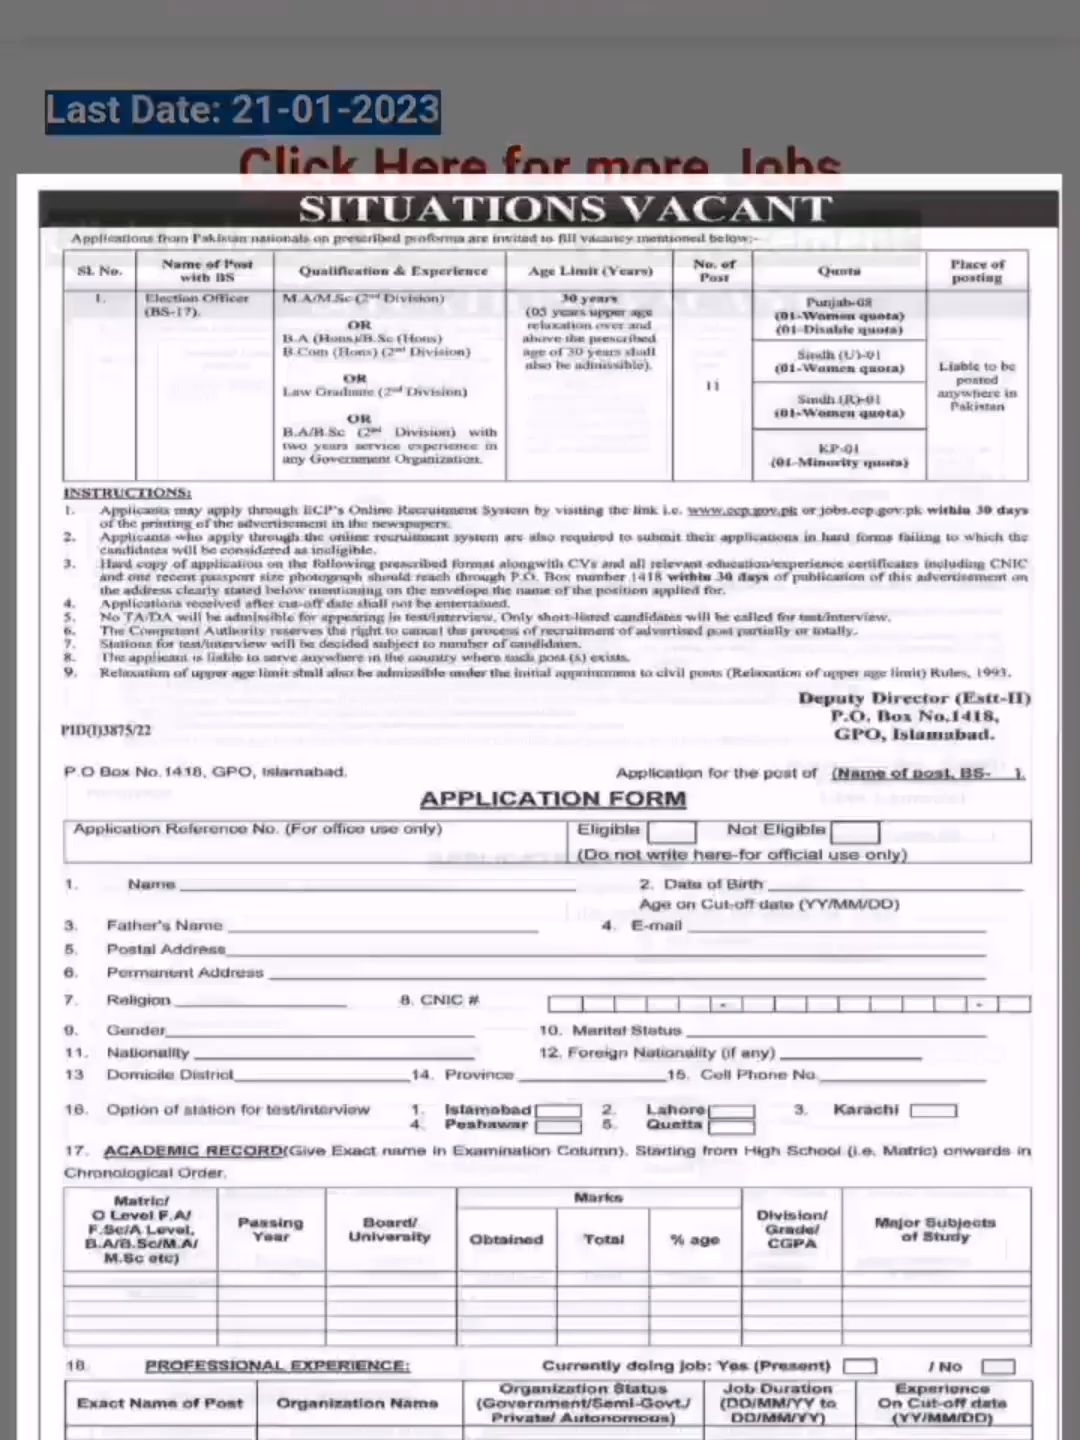 Last Date: 21-01-2023
Click Here for more Jobs
SITUATIONS VACANT
Applications from Pakistan nationals on prescribed proforma are invited to fill vacancy mentioned below:-
Sl. No.
Name of Post with BS
Qualification & Experience
Age Limit (Years)
No. of Post
Quota
Place of posting
1.
Election Officer
(BS-17).
M.A/M.Sc (2nd Division)
OR
B.A (Hons)/B.Sc (Hons)
B.Com (Hons) (2nd Division)
OR
Law Graduate (2nd Division)
OR
B.A/B.Sc (2nd Division) with
two years service experience in
any Government Organization.
30 years
(05 years upper age
relaxation over and
above the prescribed
age of 30 years shall
also be admissible).
11
Punjab-08
(01-Women quota)
(01-Disable quota)
Sindh (U)-01
(01-Women quota)
Sindh (R)-01
(01-Women quota)
KP-01
(01-Minority quota)
Liable to be
posted
anywhere in
Pakistan
INSTRUCTIONS:
1. Applicants may apply through ECP's Online Recruitment System by visiting the link i.e. www.ecp.gov.pk or jobs.ecp.gov.pk within 30 days
of the printing of the advertisement in the newspapers.
2. Applicants who apply through the online recruitment system are also required to submit their applications in hard forms failing to which the
candidates will be considered as ineligible.
3. Hard copy of application on the following prescribed format alongwith CVs and all relevant education/experience certificates including CNIC
and one recent passport size photograph should reach through P.O. Box number 1418 within 30 days of publication of this advertisement on
the address clearly stated below mentioning on the envelope the name of the position applied for.
4. Applications received after cut-off date shall not be entertained.
5. No TA/DA will be admissible for appearing in test/interview. Only short-listed candidates will be called for test/interview.
6. The Competent Authority reserves the right to cancel the process of recruitment of advertised post partially or totally.
7. Stations for test/interview will be decided subject to number of candidates.
8. The applicant is liable to serve anywhere in the country where such post (s) exists.
9. Relaxation of upper age limit shall also be admissible under the initial appointment to civil posts (Relaxation of upper age limit) Rules, 1993.
Deputy Director (Estt-II)
P.O. Box No.1418,
GPO, Islamabad.
PID(I)3875/22
P.O Box No.1418, GPO, Islamabad.
Application for the post of (Name of post, BS- ).
APPLICATION FORM
Application Reference No. (For office use only)
Eligible Not Eligible
(Do not write here-for official use only)
1. Name 2. Date of Birth
Age on Cut-off date (YY/MM/DD)
3. Father's Name 4. E-mail
5. Postal Address
6. Permanent Address
7. Religion 8. CNIC # - -
9. Gender 10. Marital Status
11. Nationality 12. Foreign Nationality (if any)
13 Domicile District 14. Province 15. Cell Phone No.
16. Option of station for test/interview 1. Islamabad 2. Lahore 3. Karachi
4. Peshawar 5. Quetta
17. ACADEMIC RECORD(Give Exact name in Examination Column). Starting from High School (i.e. Matric) onwards in
Chronological Order.
Matric/
O Level F.A/
F.Sc/A Level,
B.A/B.Sc/M.A/
M.Sc etc)
Passing
Year
Board/
University
Marks
Obtained Total % age
Division/
Grade/
CGPA
Major Subjects
of Study
18. PROFESSIONAL EXPERIENCE: Currently doing job: Yes (Present) / No
Exact Name of Post
Organization Name
Organization Status
(Government/Semi-Govt./
Private/ Autonomous)
Job Duration
(DD/MM/YY to
DD/MM/YY)
Experience
On Cut-off date
(YY/MM/DD)